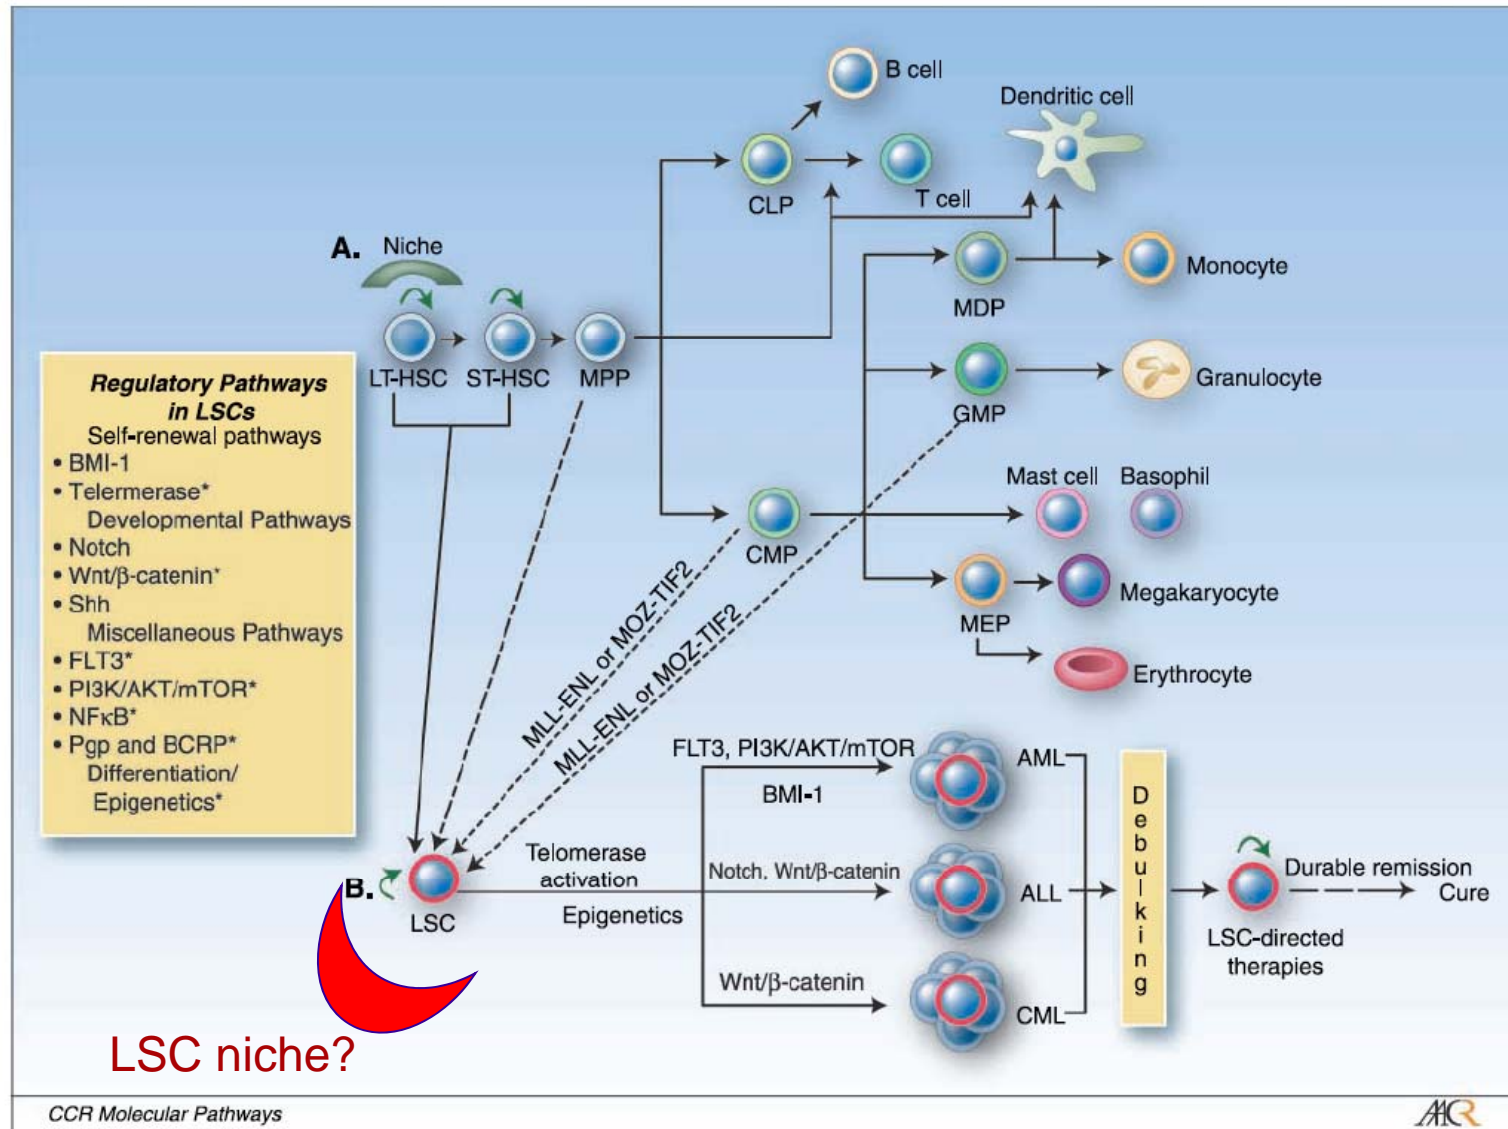 B cell
Dendritic cell
CLP
T cell
A.
Niche
MDP
Monocyte
LT-HSC
ST-HSC
MPP
GMP
Granulocyte
Regulatory Pathways
in LSCs
Self-renewal pathways
• BMI-1
• Telermerase*
Developmental Pathways
• Notch
• Wnt/β-catenin*
• Shh
Miscellaneous Pathways
• FLT3*
• PI3K/AKT/mTOR*
• NFκB*
• Pgp and BCRP*
Differentiation/
Epigenetics*
Mast cell
Basophil
CMP
MEP
Megakaryocyte
Erythrocyte
MLL-ENL or MOZ-TIF2
MLL-ENL or MOZ-TIF2
B.
LSC
Telomerase
activation
Epigenetics
FLT3, PI3K/AKT/mTOR
BMI-1
AML
Notch. Wnt/β-catenin
ALL
Wnt/β-catenin
CML
Debulking
LSC-directed
therapies
Durable remission
Cure
LSC niche?
CCR Molecular Pathways
AACR